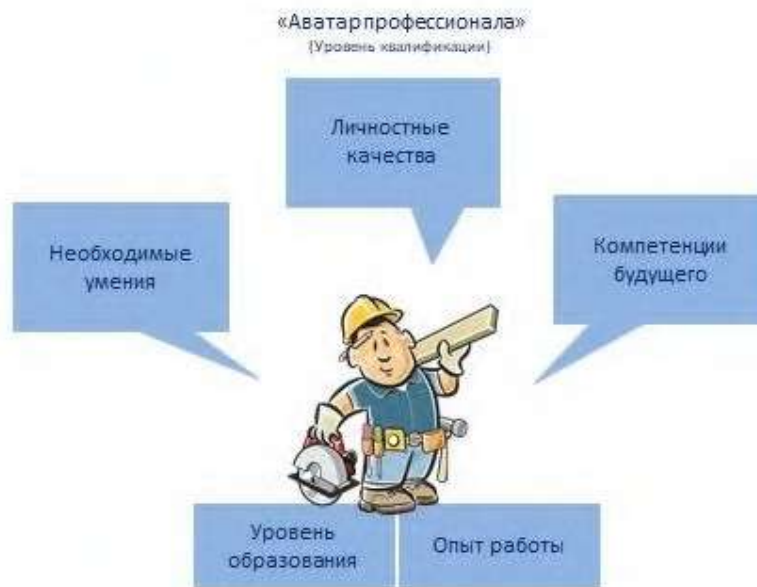 «Аватар профессионала»
(Уровень квалификации)
Личностные
качества
Необходимые
умения
Компетенции
будущего
Уровень
образования
Опыт работы